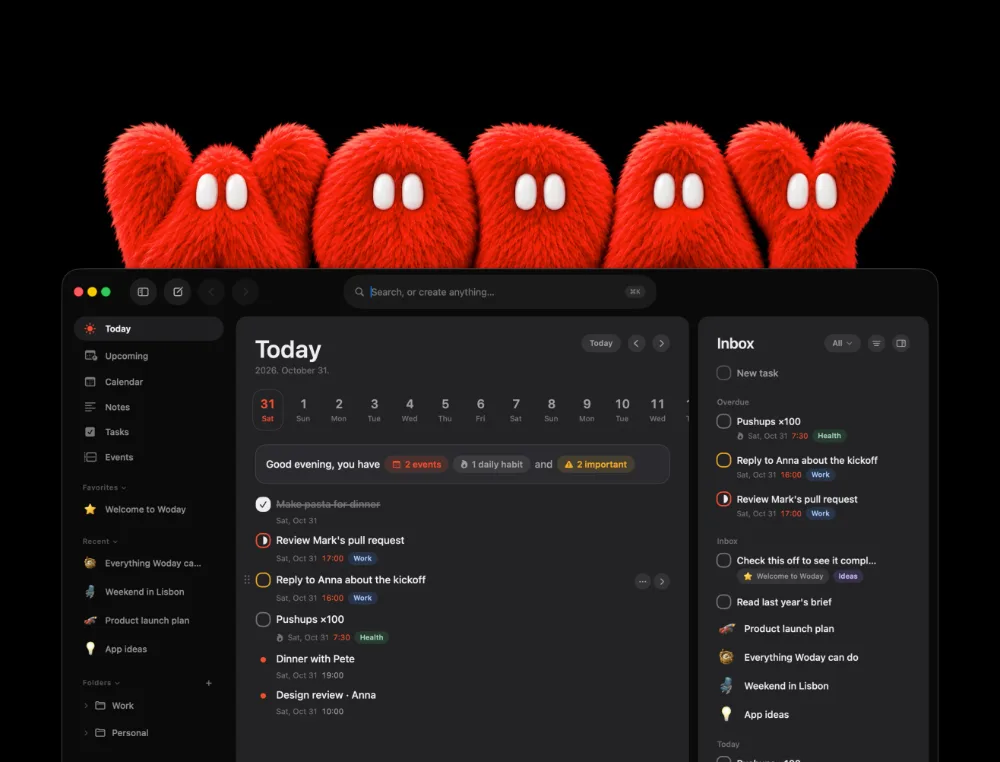 WODAY
Search, or create anything...
⌘K
Today
Upcoming
Calendar
Notes
Tasks
Events
Favorites
Welcome to Woday
Recent
Everything Woday ca...
Weekend in Lisbon
Product launch plan
App ideas
Folders
Work
Personal
Today
Today
2026. October 31.
31 1 2 3 4 5 6 7 8 9 10 11
Sat Sun Mon Tue Wed Thu Fri Sat Sun Mon Tue Wed
Good evening, you have 2 events 1 daily habit and 2 important
Make pasta for dinner
Sat, Oct 31
Review Mark's pull request
Sat, Oct 31 17:00 Work
Reply to Anna about the kickoff
Sat, Oct 31 16:00 Work
Pushups ×100
Sat, Oct 31 7:30 Health
Dinner with Pete
Sat, Oct 31 19:00
Design review · Anna
Sat, Oct 31 10:00
Inbox
All
New task
Overdue
Pushups ×100
Sat, Oct 31 7:30 Health
Reply to Anna about the kickoff
Sat, Oct 31 16:00 Work
Review Mark's pull request
Sat, Oct 31 17:00 Work
Inbox
Check this off to see it compl...
Welcome to Woday Ideas
Read last year's brief
Product launch plan
Everything Woday can do
Weekend in Lisbon
App ideas
Today